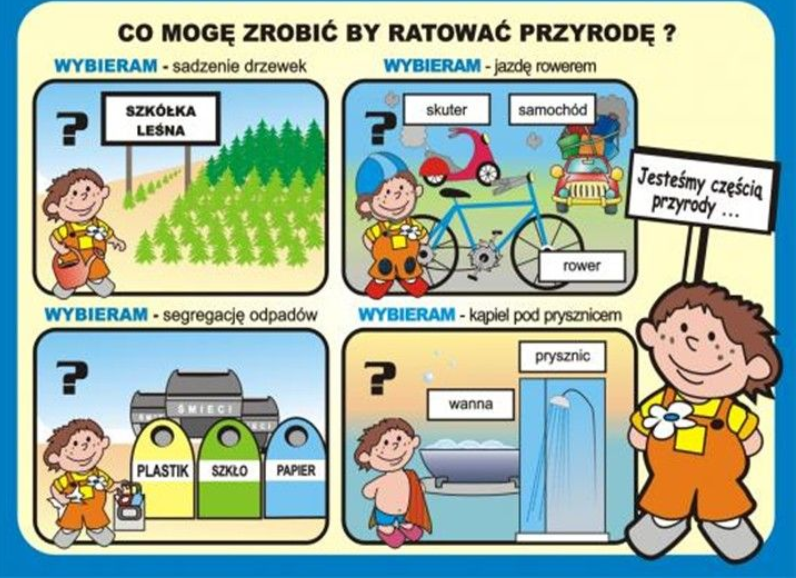 CO MOGĘ ZROBIĆ BY RATOWAĆ PRZYRODĘ ?
WYBIERAM - sadzenie drzewek
WYBIERAM - jazdę rowerem
?
SZKÓŁKA
LEŚNA
?
skuter
samochód
rower
Jesteśmy częścią
przyrody ...
WYBIERAM - segregację odpadów
WYBIERAM - kąpiel pod prysznicem
?
ŚMIECI
PLASTIK
SZKŁO
PAPIER
?
wanna
prysznic